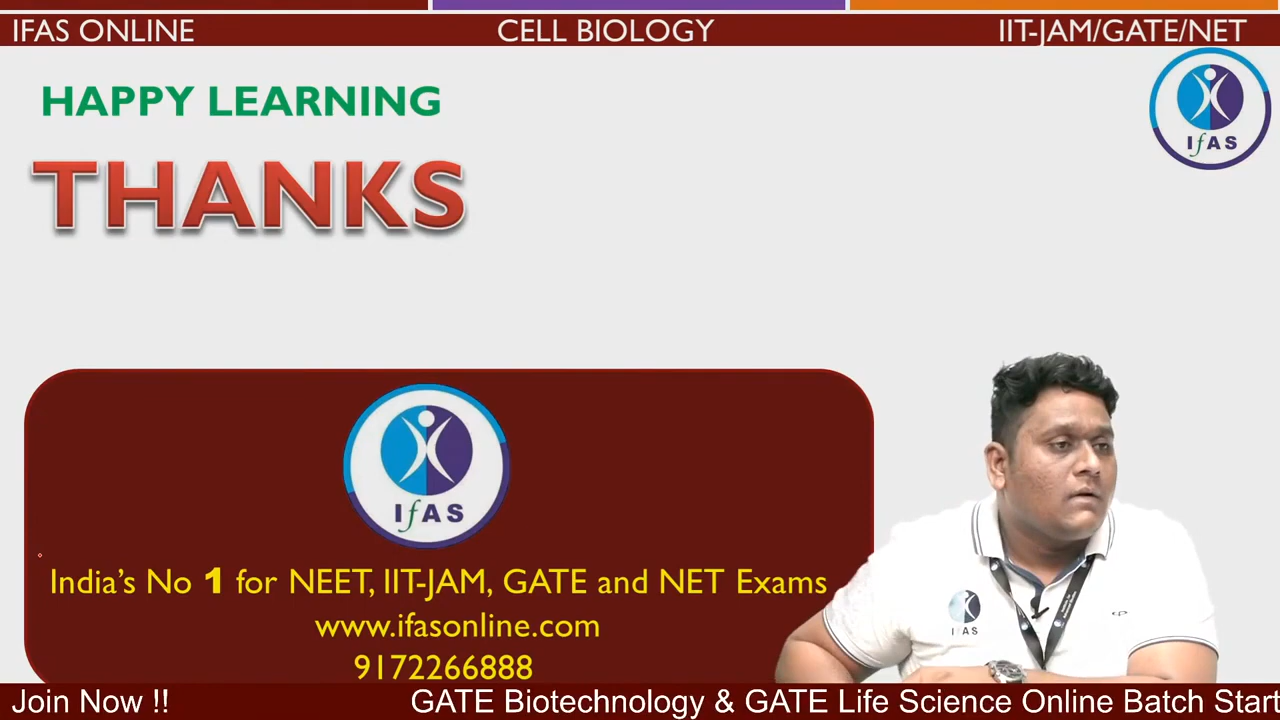 IFAS ONLINE CELL BIOLOGY IIT-JAM/GATE/NET
HAPPY LEARNING
IfAS
THANKS
IfAS
India's No 1 for NEET, IIT-JAM, GATE and NET Exams
www.ifasonline.com
9172266888
IfAS
Join Now !! GATE Biotechnology & GATE Life Science Online Batch Start